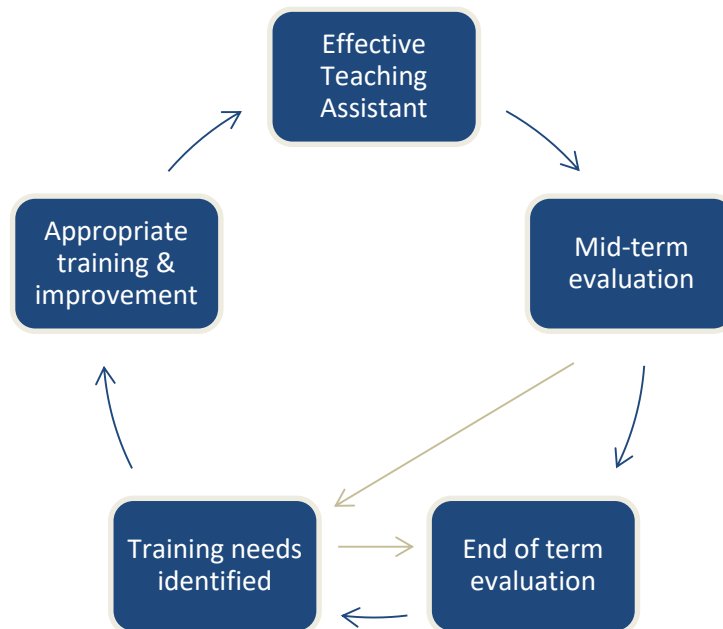 Effective
Teaching
Assistant
Appropriate
training &
improvement
Mid-term
evaluation
Training needs
identified
End of term
evaluation